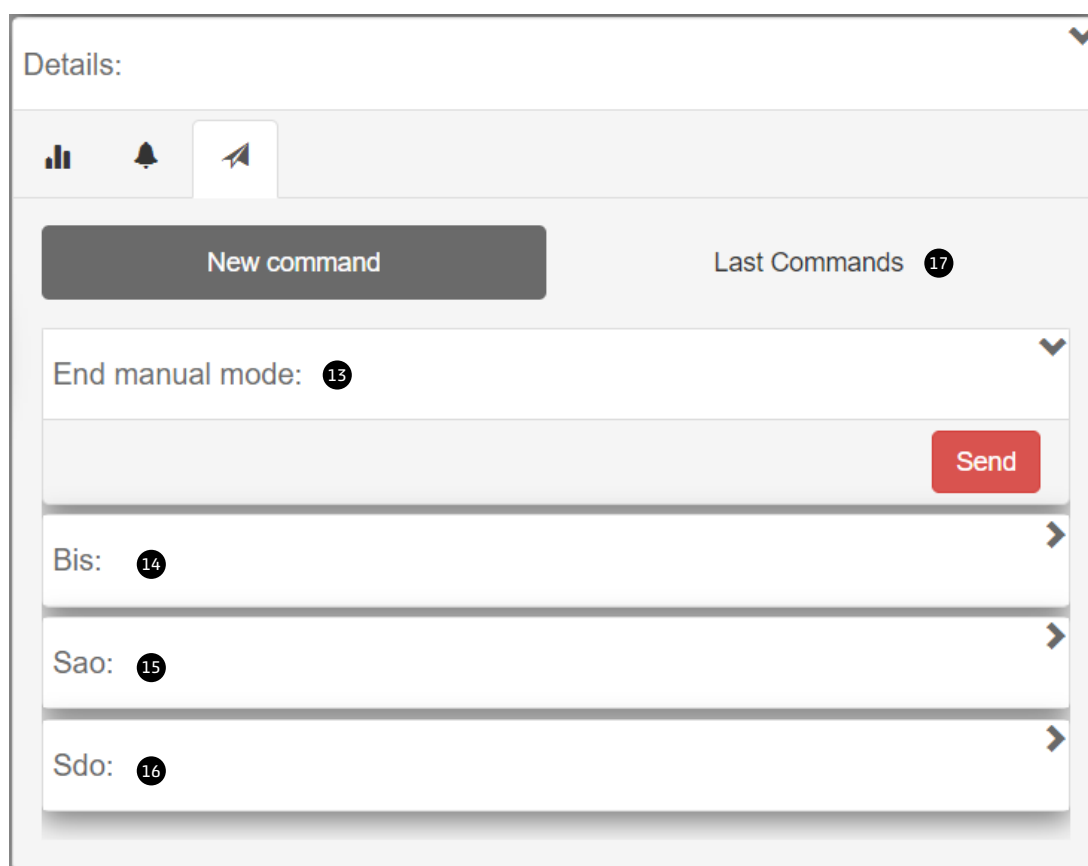 Details:
New command
Last Commands 17
End manual mode: 13
Send
Bis: 14
Sao: 15
Sdo: 16